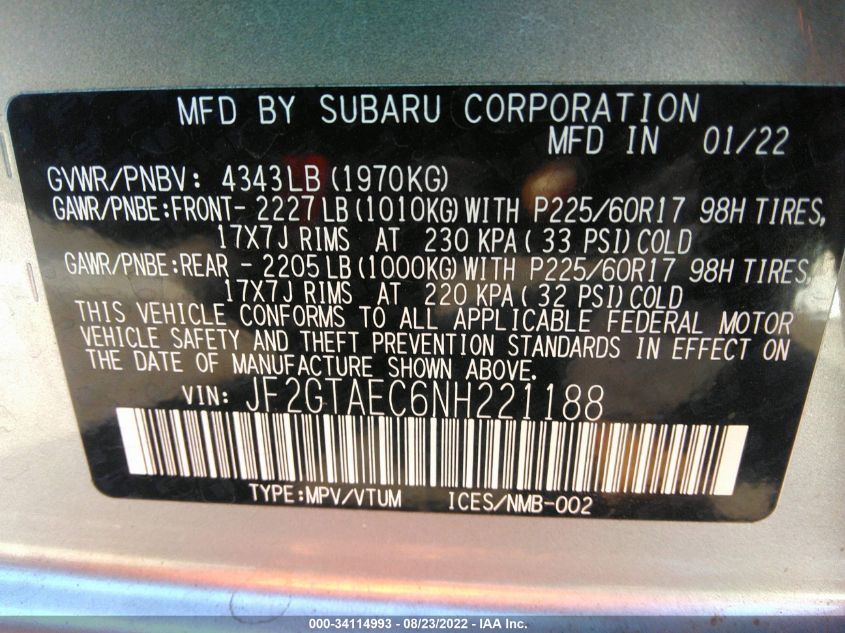 MFD BY SUBARU CORPORATION
MFD IN 01/22
GVWR/PNBV: 4343LB (1970KG)
GAWR/PNBE:FRONT- 2227 LB (1010KG) WITH P225/60R17 98H TIRES,
17X7J RIMS AT 230 KPA ( 33 PSI) COLD
GAWR/PNBE:REAR - 2205 LB (1000KG) WITH P225/60R17 98H TIRES,
17X7J RIMS AT 220 KPA ( 32 PSI) COLD
THIS VEHICLE CONFORMS TO ALL APPLICABLE FEDERAL MOTOR
VEHICLE SAFETY AND THEFT PREVENTION STANDARDS IN EFFECT ON
THE DATE OF MANUFACTURE SHOWN ABOVE.
VIN: JF2GTAEC6NH221188
TYPE:MPV/VTUM ICES/NMB-002
000-34114993 - 08/23/2022 - IAA Inc.